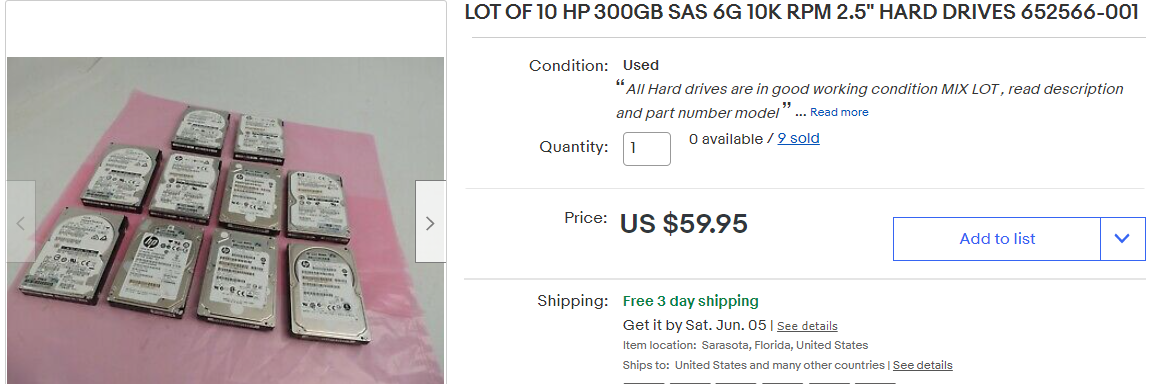 LOT OF 10 HP 300GB SAS 6G 10K RPM 2.5" HARD DRIVES 652566-001
Condition: Used
“All Hard drives are in good working condition MIX LOT , read description
and part number model” ... Read more
Quantity: 1 0 available / 9 sold
Price: US $59.95
Add to list
Shipping: Free 3 day shipping
Get it by Sat. Jun. 05 | See details
Item location: Sarasota, Florida, United States
Ships to: United States and many other countries | See details